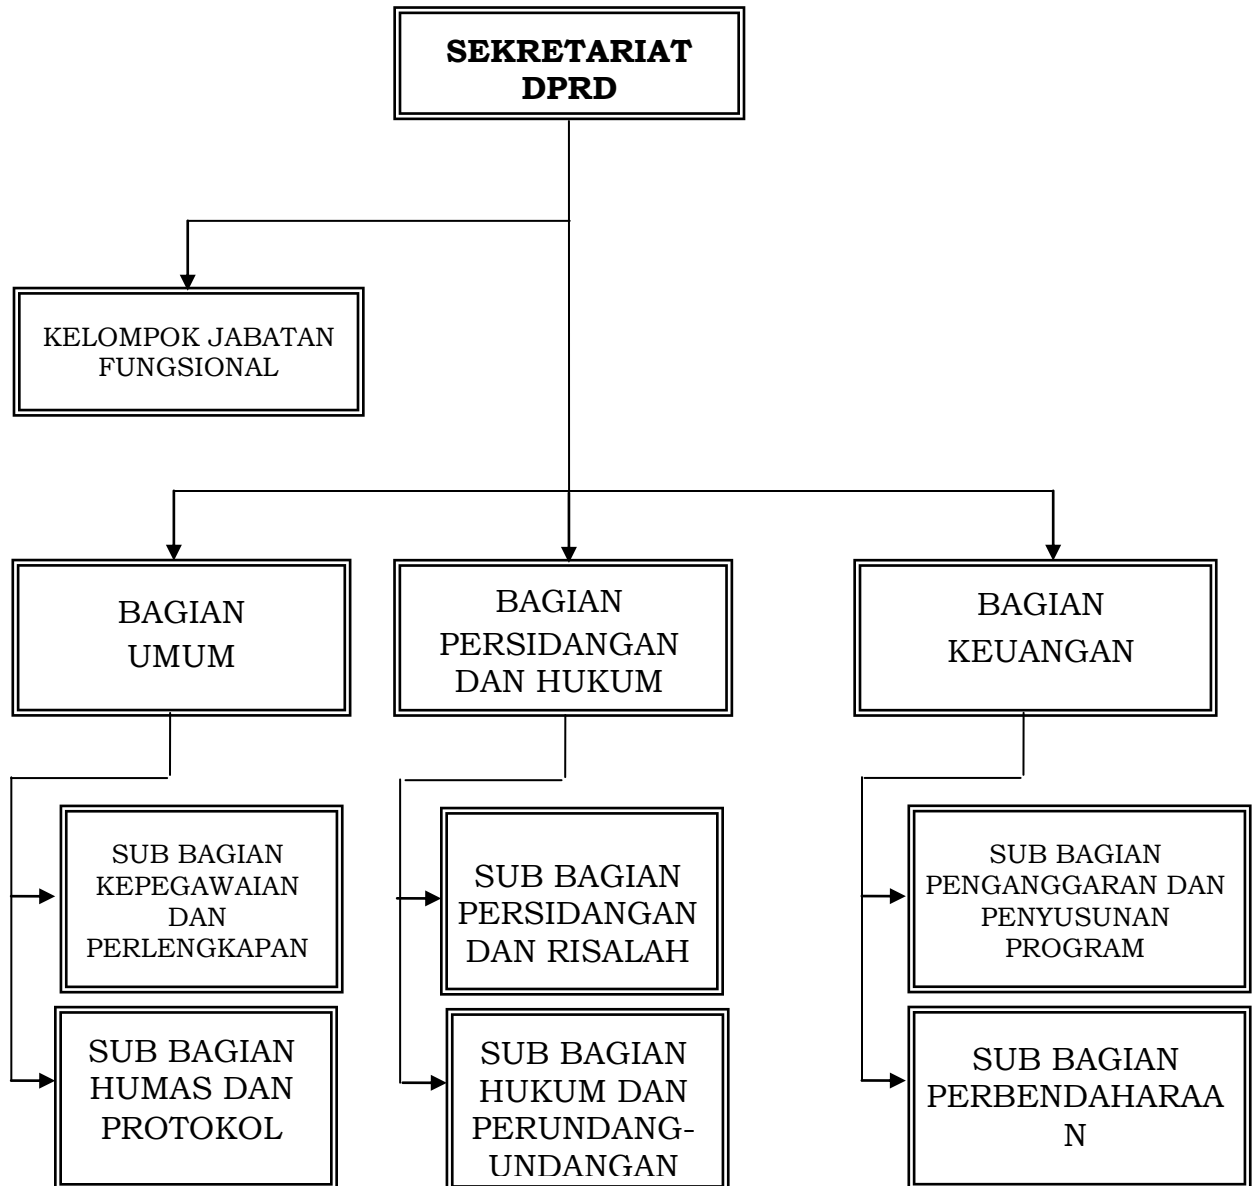 SEKRETARIAT
DPRD
KELOMPOK JABATAN
FUNGSIONAL
BAGIAN
UMUM
BAGIAN
PERSIDANGAN
DAN HUKUM
BAGIAN
KEUANGAN
SUB BAGIAN
KEPEGAWAIAN
DAN
PERLENGKAPAN
SUB BAGIAN
PERSIDANGAN
DAN RISALAH
SUB BAGIAN
PENGANGGARAN DAN
PENYUSUNAN
PROGRAM
SUB BAGIAN
HUMAS DAN
PROTOKOL
SUB BAGIAN
HUKUM DAN
PERUNDANG-
UNDANGAN
SUB BAGIAN
PERBENDAHARAA
N